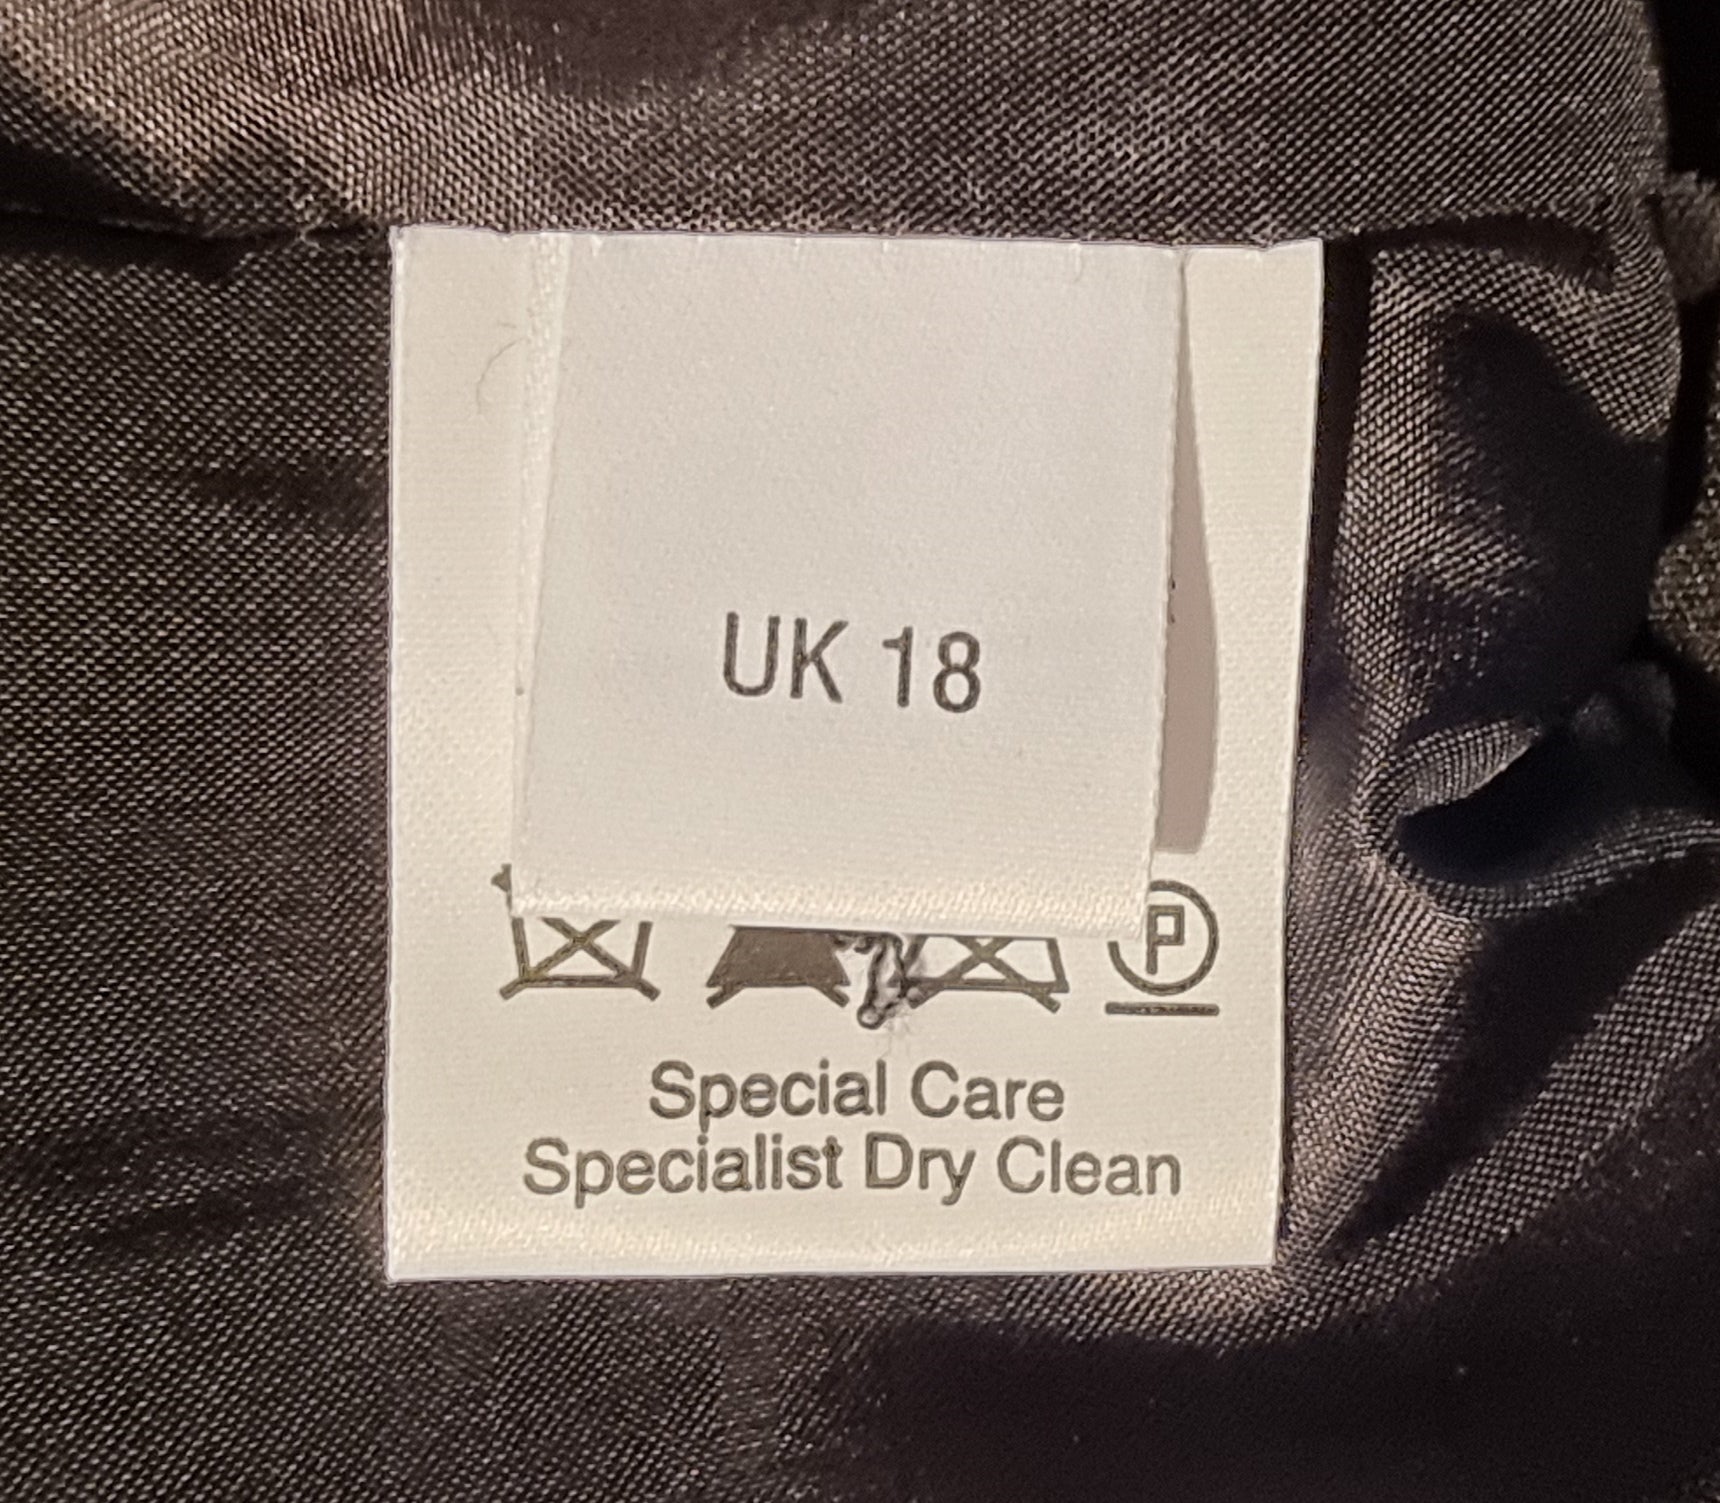 UK 18
P
Special Care
Specialist Dry Clean